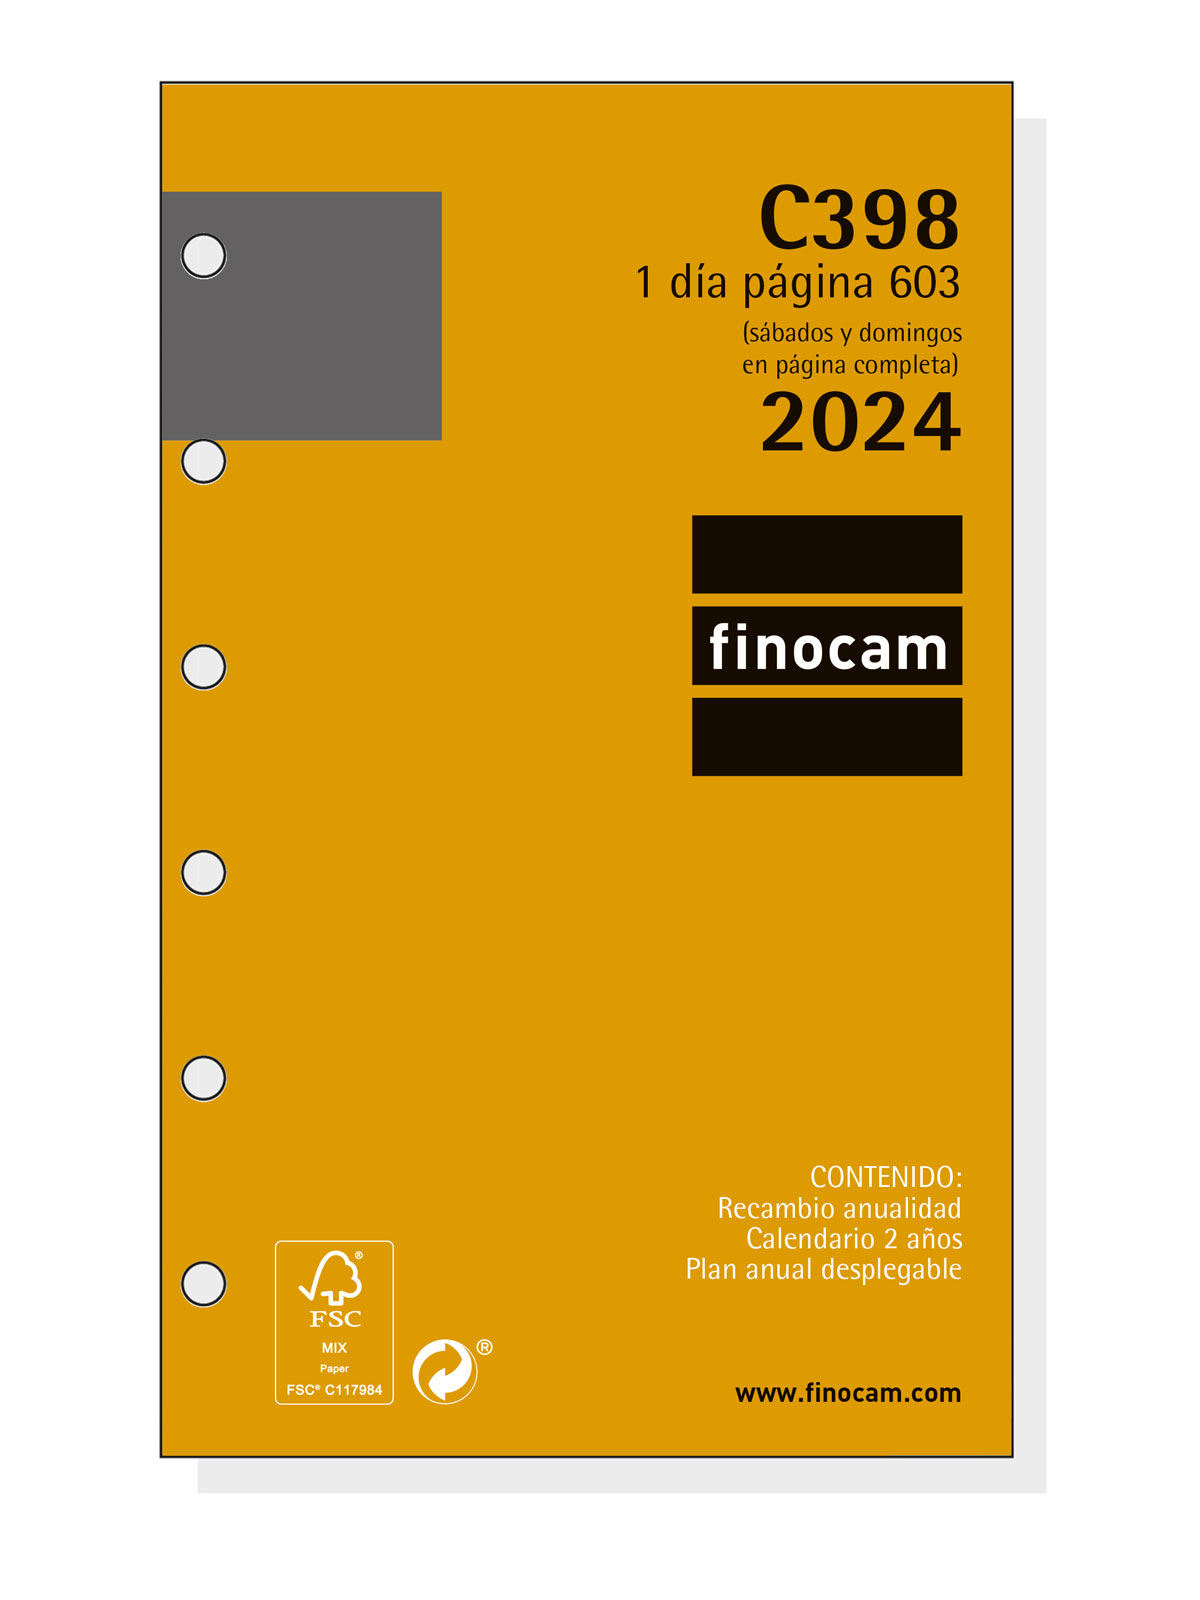 C398
1 día página 603
(sábados y domingos
en página completa)
2024
finocam
CONTENIDO:
Recambio anualidad
Calendario 2 años
Plan anual desplegable
®
FSC
MIX
Paper
FSC® C117984
®
www.finocam.com